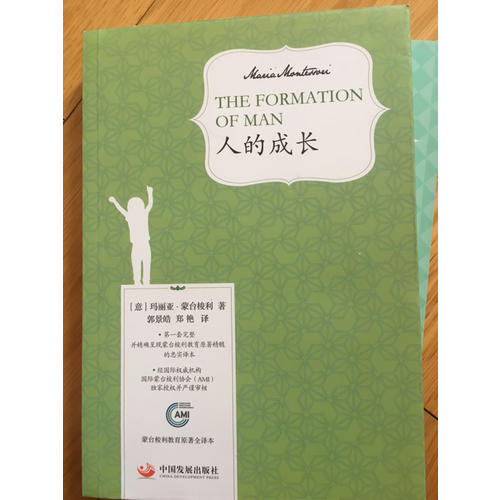 Maria Montessori
THE FORMATION
OF MAN
人的成长
[意] 玛丽亚·蒙台梭利 著
郭景皓 郑艳 译
•第一套完整
并精确呈现蒙台梭利教育原著精髓
的忠实译本
•经国际权威机构
国际蒙台梭利协会（AMI）
独家授权并严谨审核
AMI
蒙台梭利教育原著全译本
中国发展出版社
CHINA DEVELOPMENT PRESS